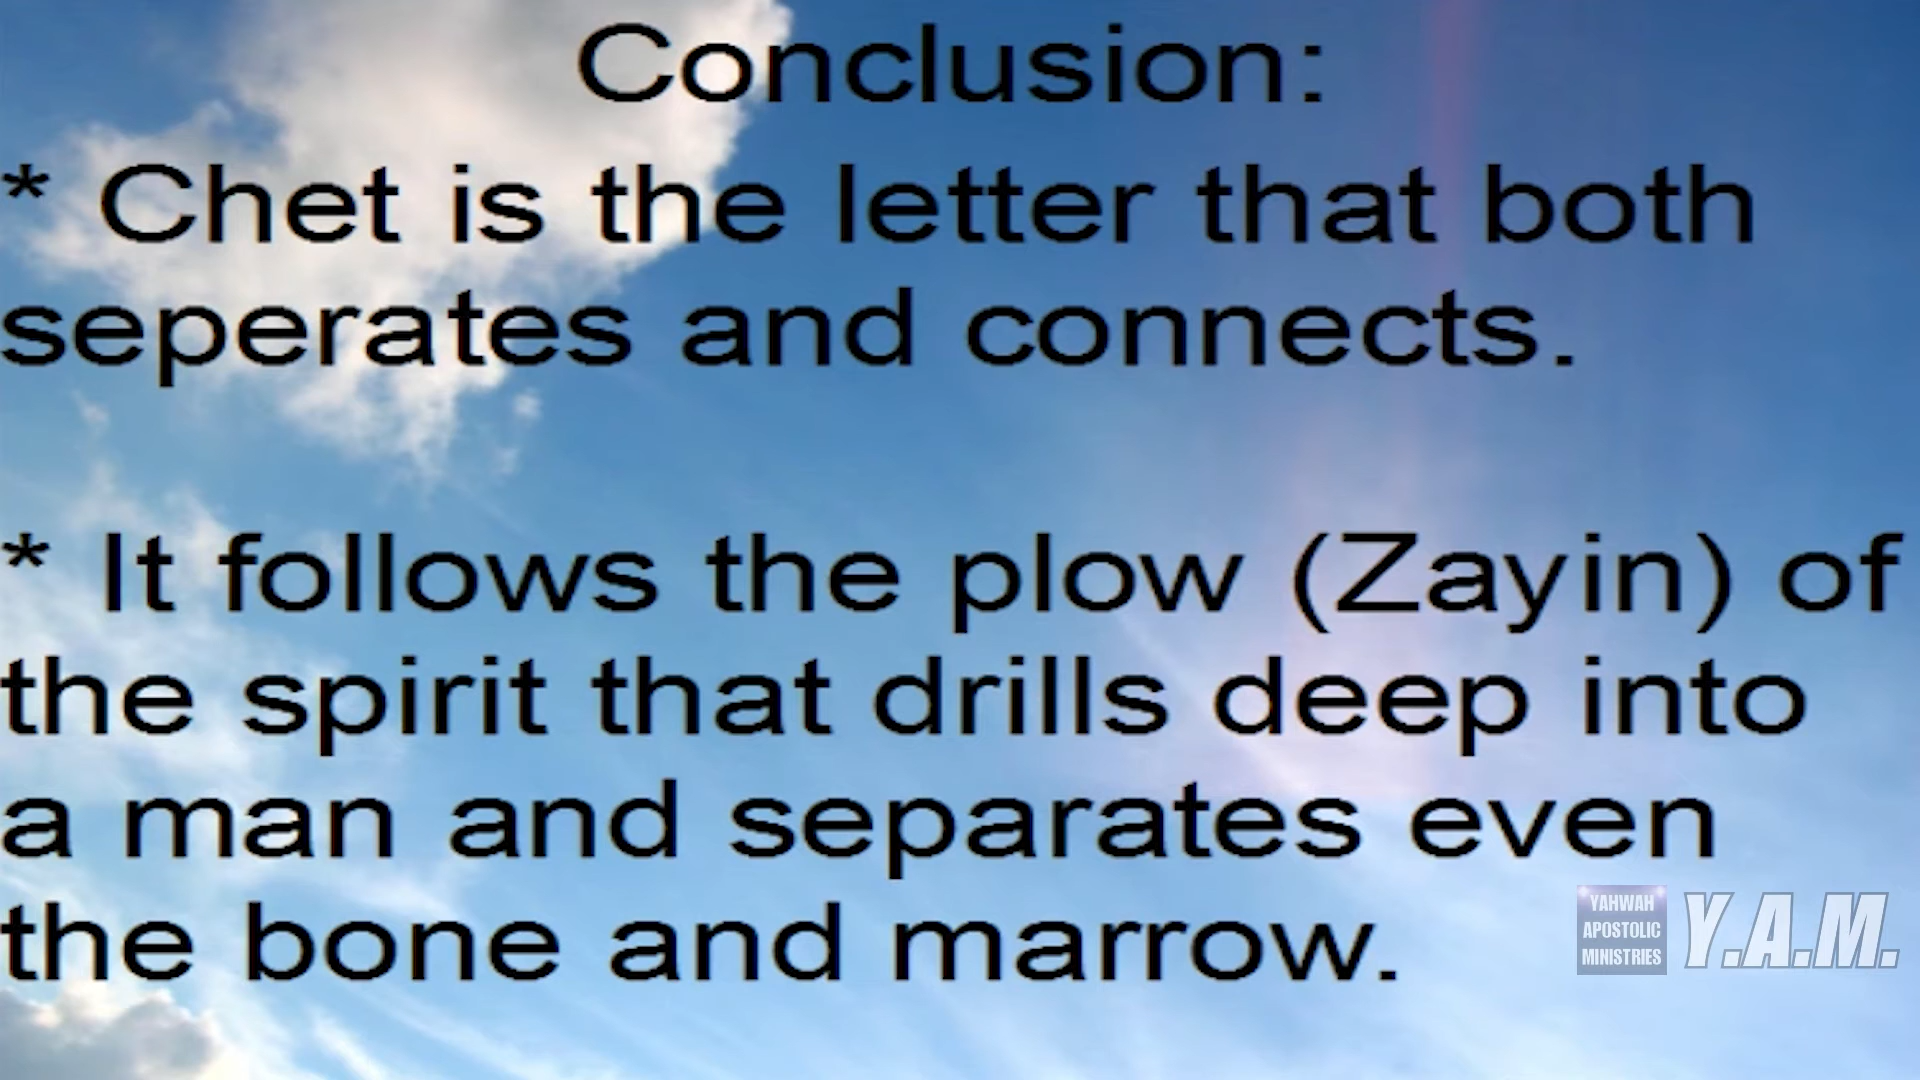 Conclusion:
* Chet is the letter that both
seperates and connects.
* It follows the plow (Zayin) of
the spirit that drills deep into
a man and separates even
the bone and marrow.
YAHWAH
APOSTOLIC
MINISTRIES
Y.A.M.